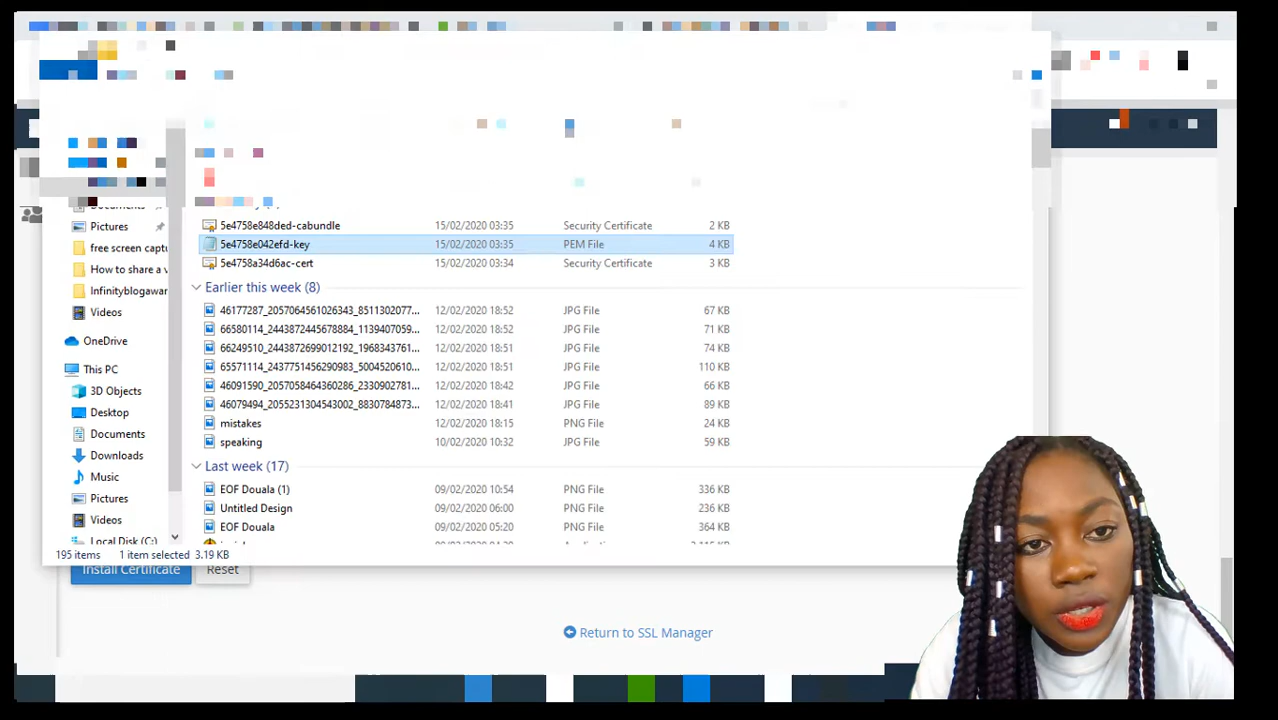 Documents
Pictures
free screen captu
How to share a v
Infinityblogawar
Videos
OneDrive
This PC
3D Objects
Desktop
Documents
Downloads
Music
Pictures
Videos
Local Disk (C:)
5e4758e848ded-cabundle 15/02/2020 03:35 Security Certificate 2 KB
5e4758e042efd-key 15/02/2020 03:35 PEM File 4 KB
5e4758a34d6ac-cert 15/02/2020 03:34 Security Certificate 3 KB
Earlier this week (8)
46177287_2057064561026343_8511302077... 12/02/2020 18:52 JPG File 67 KB
66580114_2443872445678884_1139407059... 12/02/2020 18:52 JPG File 71 KB
66249510_2443872699012192_1968343761... 12/02/2020 18:51 JPG File 74 KB
65571114_2437751456290983_5004520610... 12/02/2020 18:51 JPG File 110 KB
46091590_2057058464360286_2330902781... 12/02/2020 18:42 JPG File 66 KB
46079494_2055231304543002_8830784873... 12/02/2020 18:41 JPG File 89 KB
mistakes 12/02/2020 18:15 PNG File 24 KB
speaking 10/02/2020 10:32 JPG File 59 KB
Last week (17)
EOF Douala (1) 09/02/2020 10:54 PNG File 336 KB
Untitled Design 09/02/2020 06:00 PNG File 236 KB
EOF Douala 09/02/2020 05:20 PNG File 364 KB
195 items 1 item selected 3.19 KB
Install Certificate Reset
Return to SSL Manager